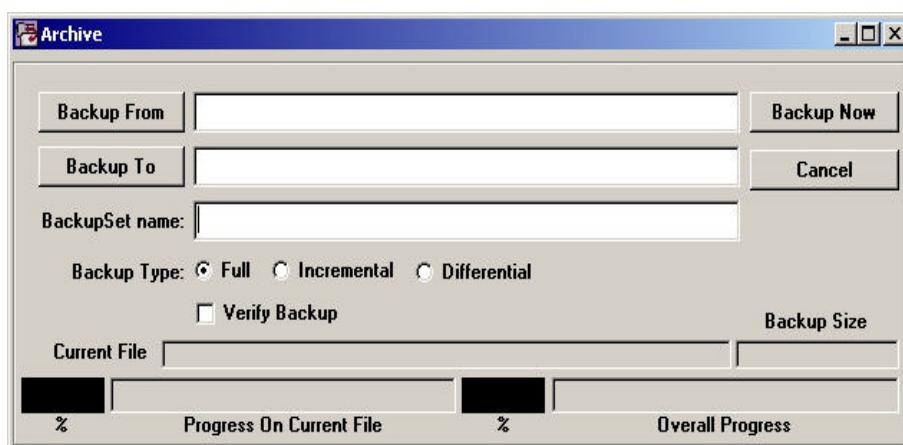 Archive
Backup From
Backup Now
Backup To
Cancel
BackupSet name:
Backup Type: Full Incremental Differential
Verify Backup
Backup Size
Current File
% Progress On Current File % Overall Progress